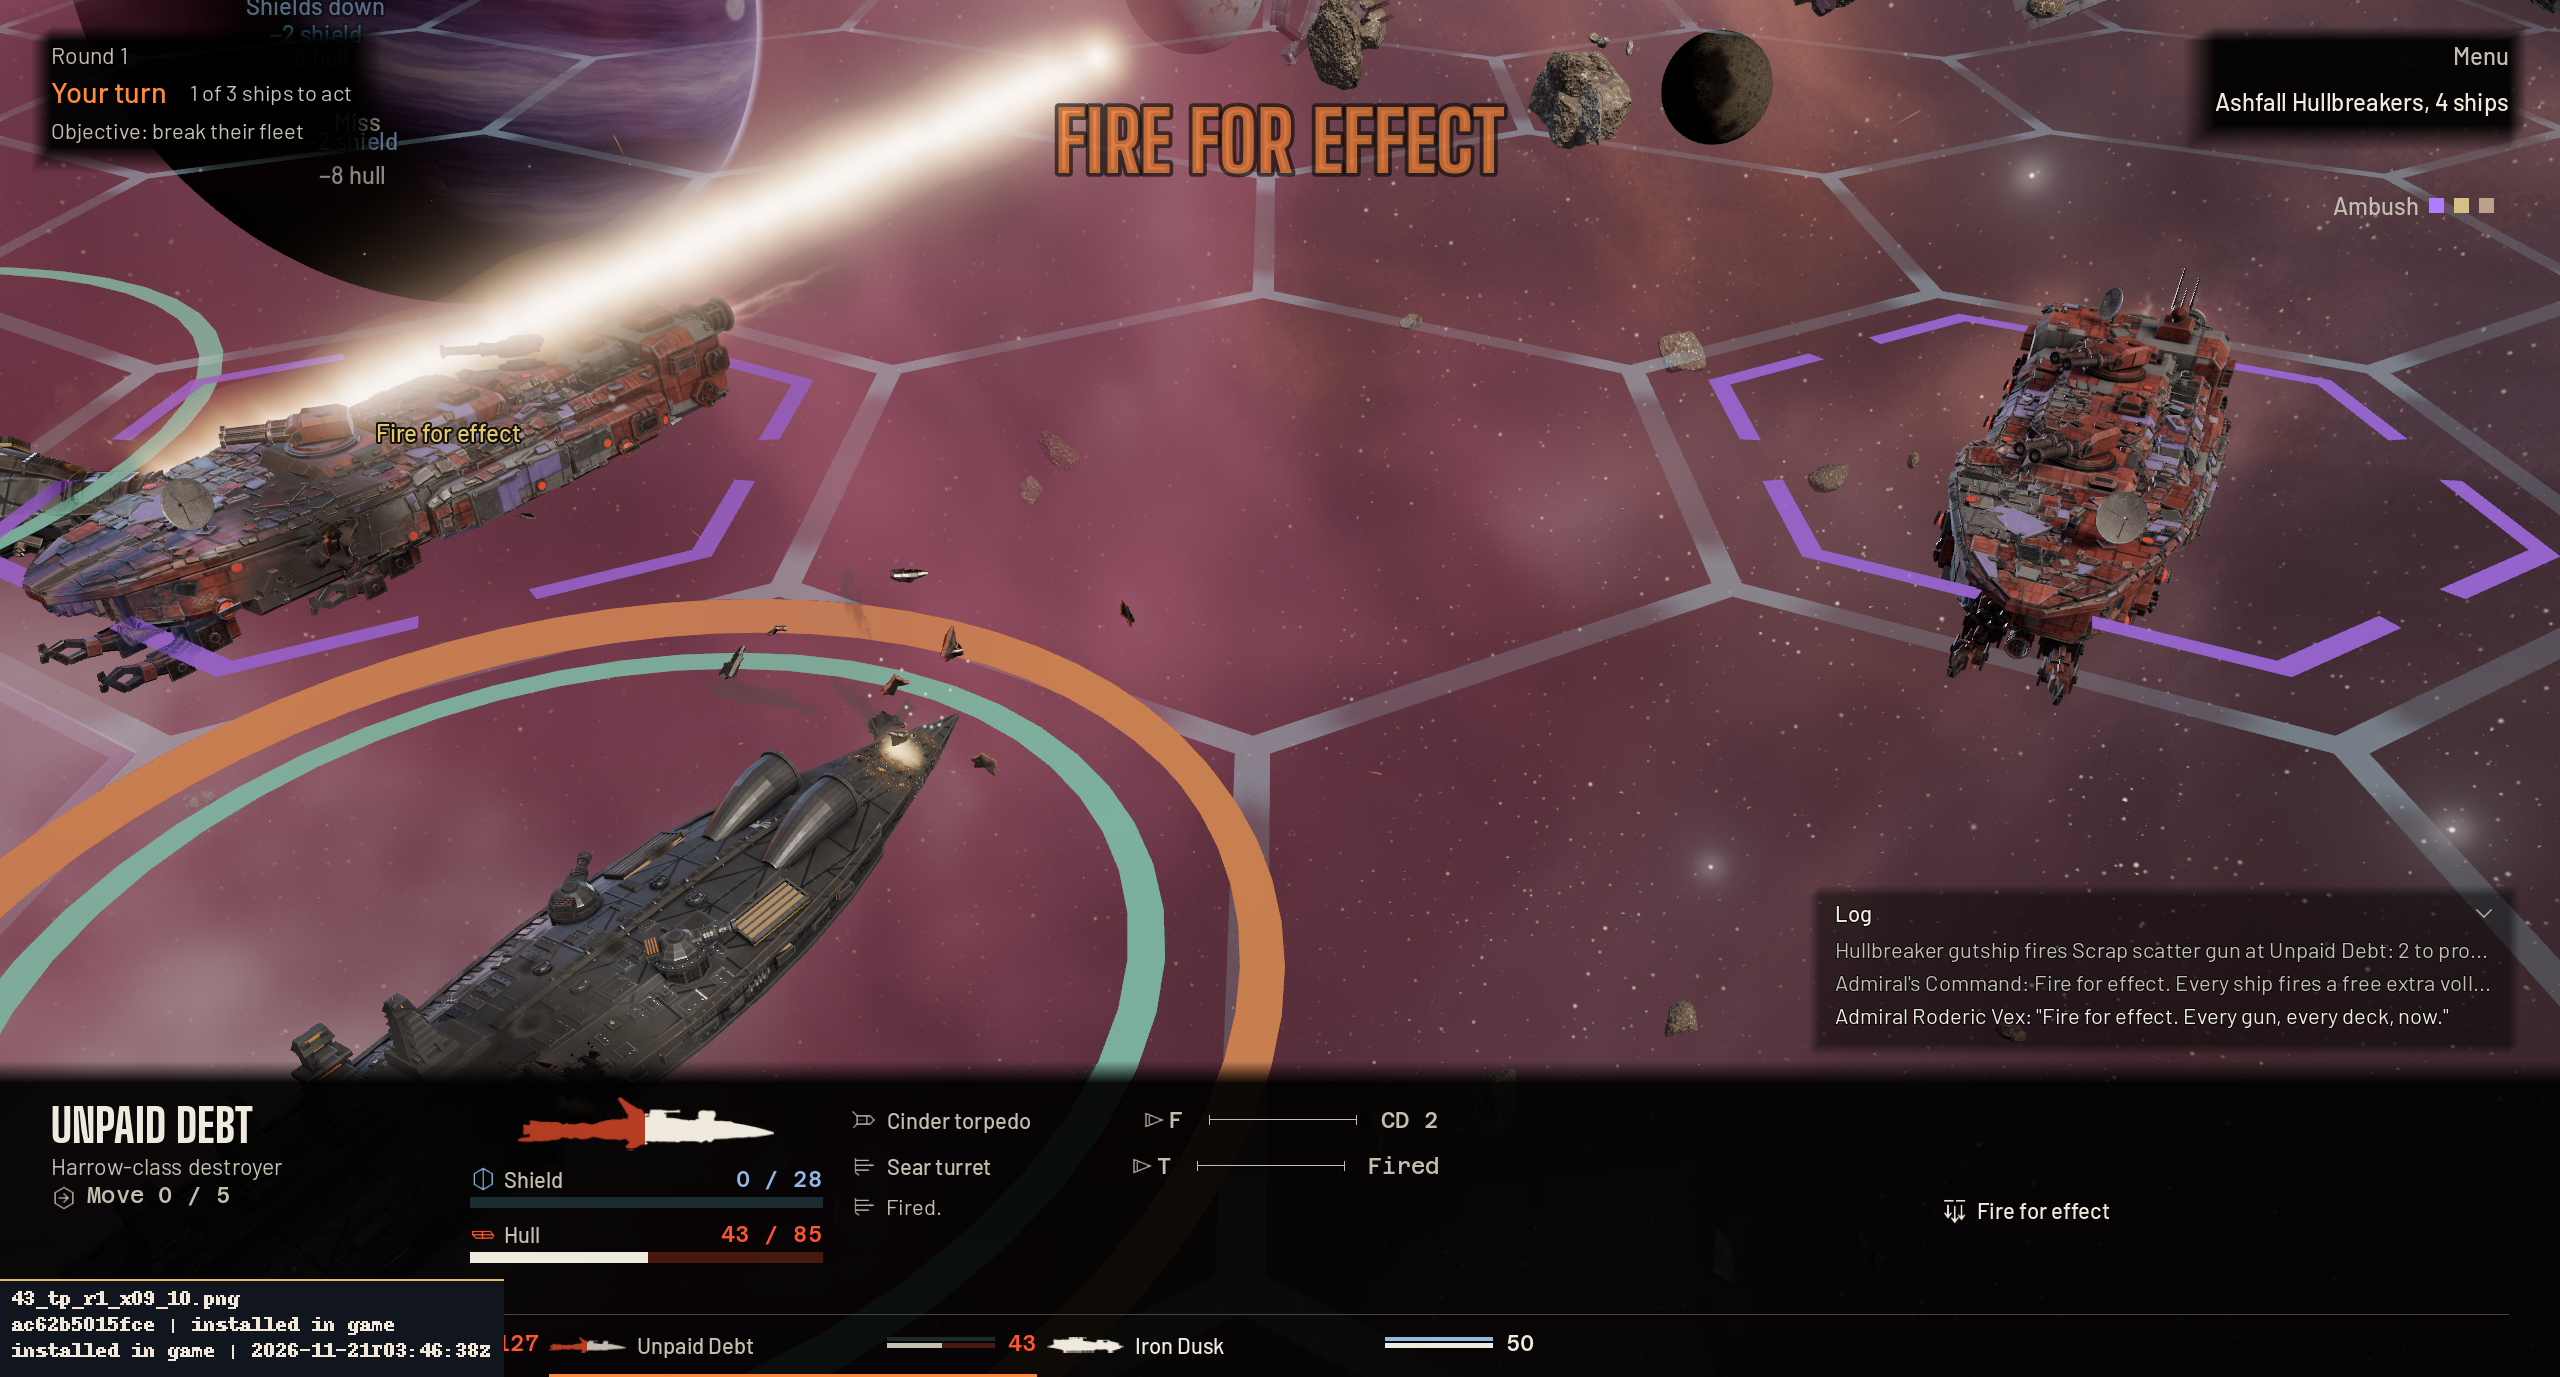 Shields down
-2 shield
-8 hull
Round 1
Your turn 1 of 3 ships to act
Miss
Objective: break their fleet
-2 shield
-8 hull
FIRE FOR EFFECT
Menu
Ashfall Hullbreakers, 4 ships
Ambush
Fire for effect
Log
Hullbreaker gutship fires Scrap scatter gun at Unpaid Debt: 2 to pro...
Admiral's Command: Fire for effect. Every ship fires a free extra voll...
Admiral Roderic Vex: "Fire for effect. Every gun, every deck, now."
UNPAID DEBT
Harrow-class destroyer
Move 0 / 5
Shield 0 / 28
Hull 43 / 85
Cinder torpedo F CD 2
Sear turret T Fired
Fired.
Fire for effect
43_tp_r1_x09_10.png
ac62b5015fce | installed in game
installed in game | 2026-11-21r03:46:38z
127 Unpaid Debt 43 Iron Dusk 50